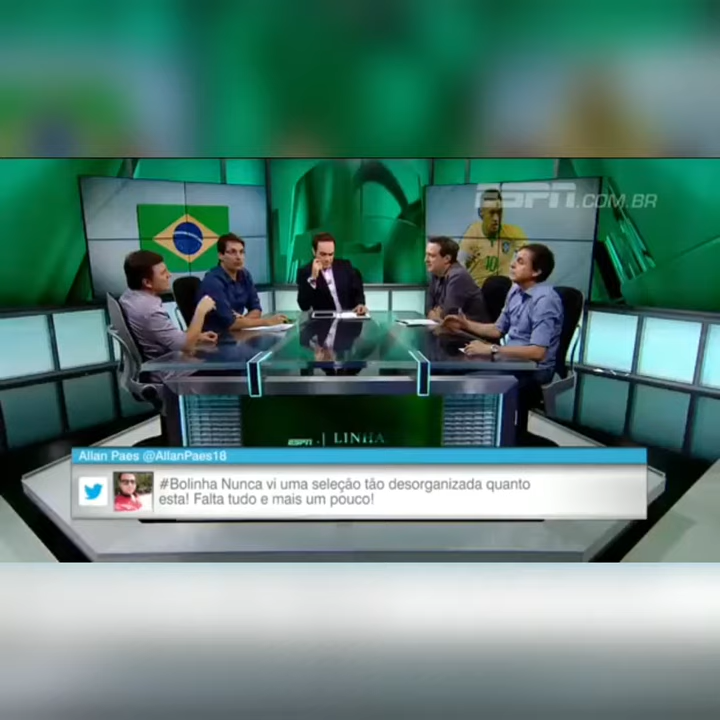 ESPN.COM.BR
10
ESPN | LINHA
Allan Paes @AllanPaes18
#Bolinha Nunca vi uma seleção tão desorganizada quanto
esta! Falta tudo e mais um pouco!